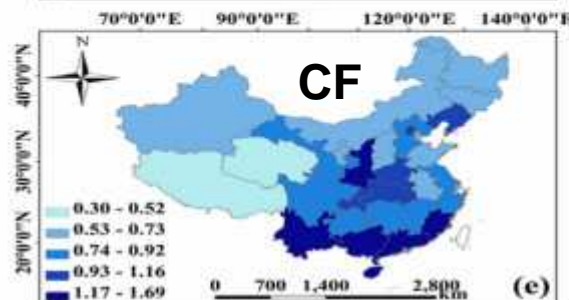 70°0'0"E 90°0'0"E 120°0'0"E 140°0'0"E
N
CF
40°0'0"N
30°0'0"N
20°0'0"N
0.30 - 0.52
0.53 - 0.73
0.74 - 0.92
0.93 - 1.16
1.17 - 1.69
0 700 1,400 2,800
KM
(e)